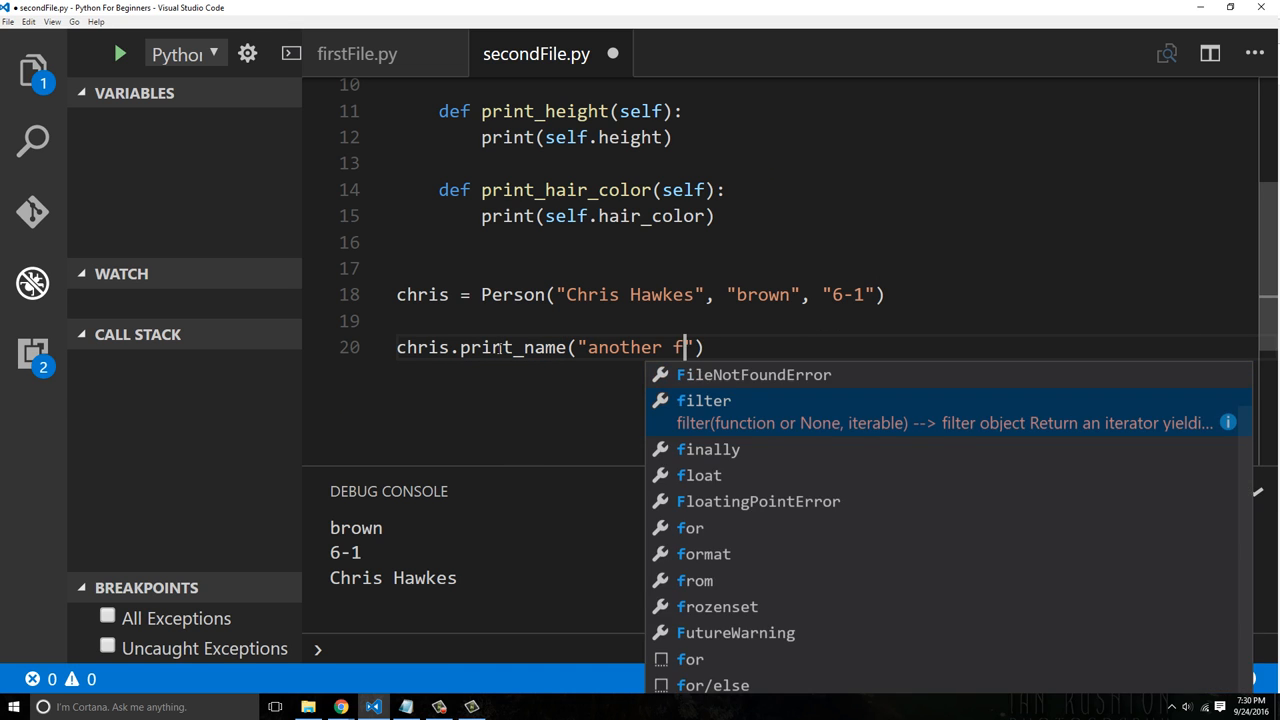 ● secondFile.py - Python For Beginners - Visual Studio Code
File Edit View Go Help
Python
firstFile.py
secondFile.py
1
2
VARIABLES
WATCH
CALL STACK
BREAKPOINTS
All Exceptions
Uncaught Exceptions
10
11 def print_height(self):
12 print(self.height)
13
14 def print_hair_color(self):
15 print(self.hair_color)
16
17
18 chris = Person("Chris Hawkes", "brown", "6-1")
19
20 chris.print_name("another f")
FileNotFoundError
filter
filter(function or None, iterable) --> filter object Return an iterator yieldi...
finally
float
FloatingPointError
for
format
from
frozenset
FutureWarning
for
for/else
DEBUG CONSOLE
brown
6-1
Chris Hawkes
0 0
I'm Cortana. Ask me anything.
7:30 PM
9/24/2016